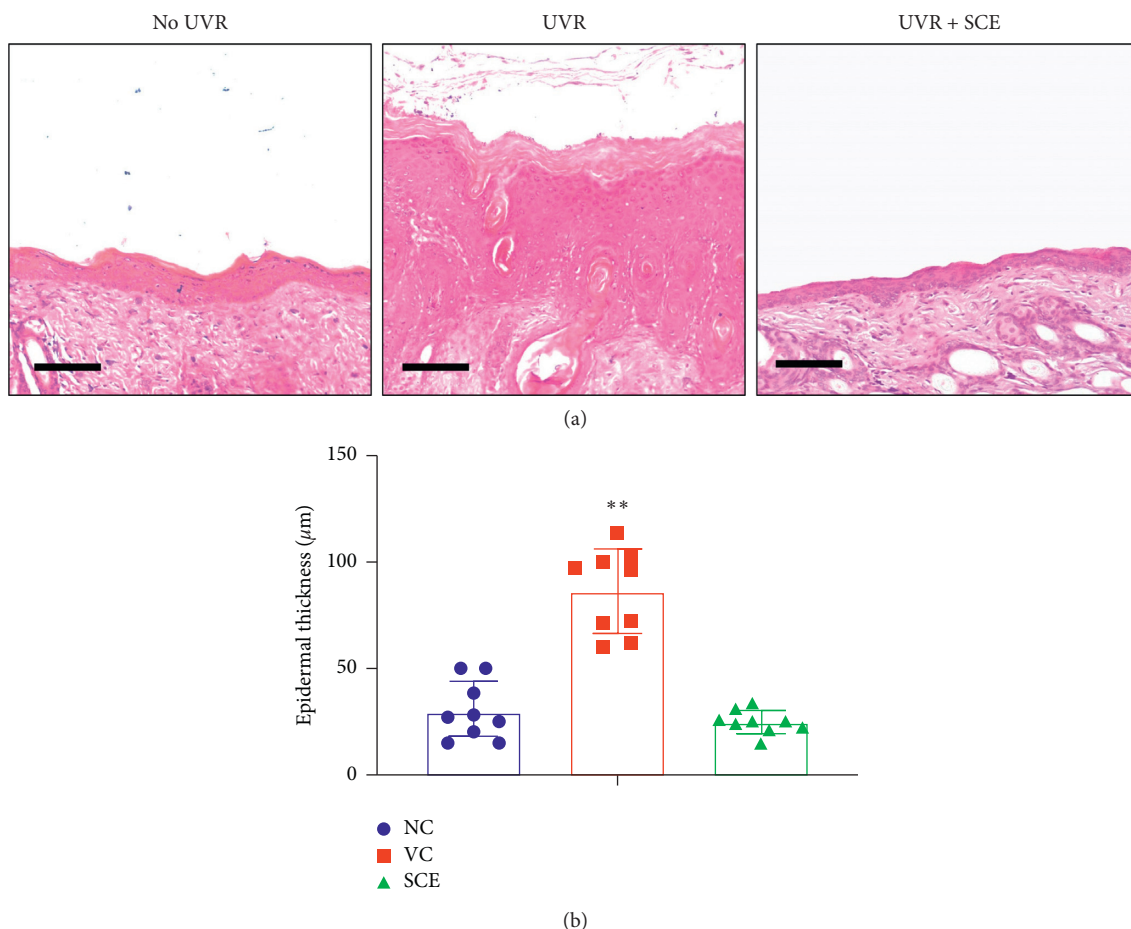 No UVR
UVR
UVR + SCE
(a)
150
100
50
0
Epidermal thickness (μm)
**
NC
VC
SCE
(b)